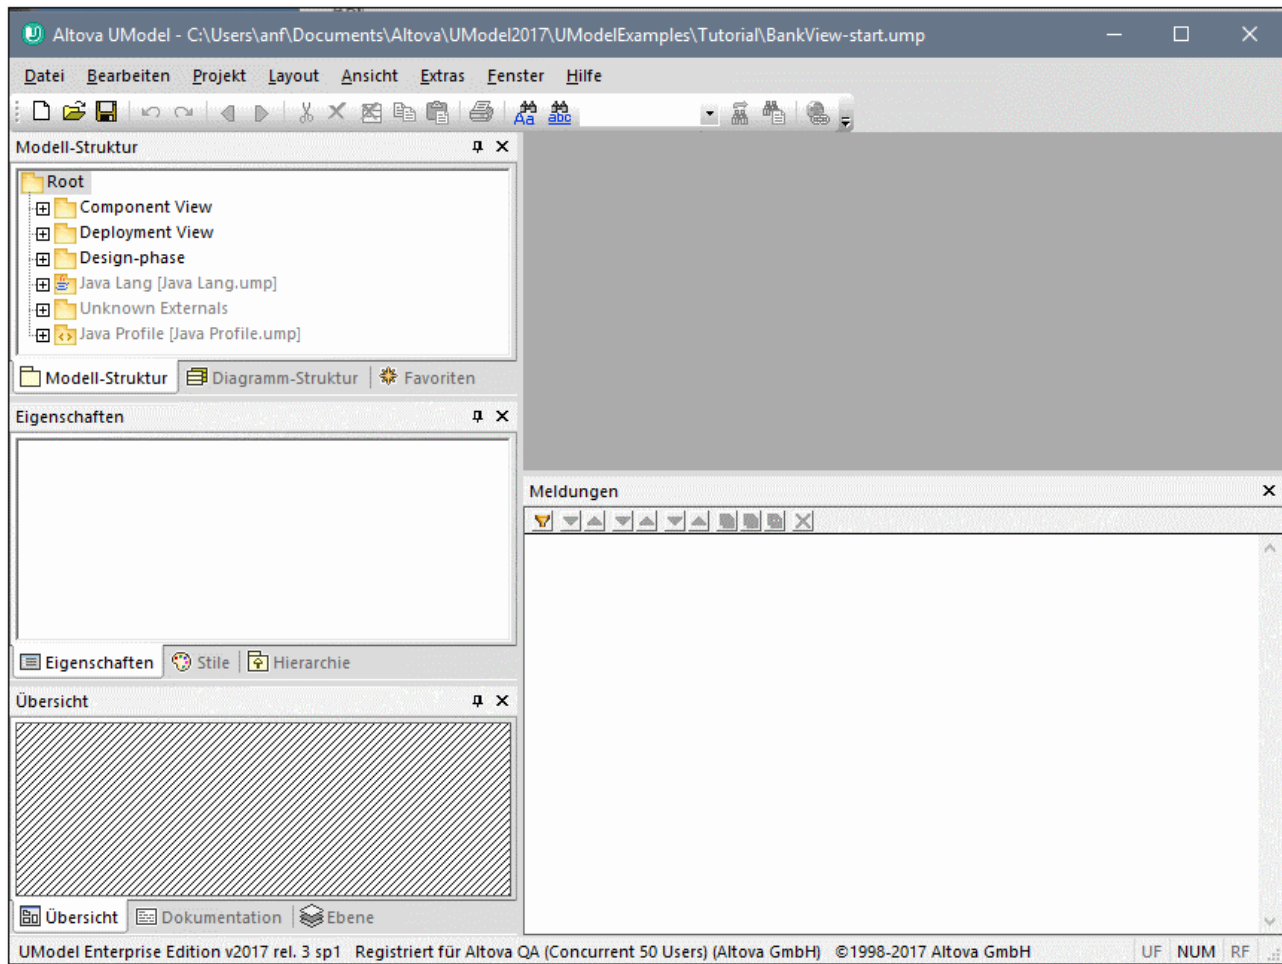 Altova UModel - C:\Users\anf\Documents\Altova\UModel2017\UModelExamples\Tutorial\BankView-start.ump
Datei Bearbeiten Projekt Layout Ansicht Extras Fenster Hilfe
Aa abc
Modell-Struktur
Root
Component View
Deployment View
Design-phase
Java Lang [Java Lang.ump]
Unknown Externals
Java Profile [Java Profile.ump]
Modell-Struktur Diagramm-Struktur Favoriten
Eigenschaften
Eigenschaften Stile Hierarchie
Übersicht
Übersicht Dokumentation Ebene
Meldungen
UModel Enterprise Edition v2017 rel. 3 sp1 Registriert für Altova QA (Concurrent 50 Users) (Altova GmbH) ©1998-2017 Altova GmbH UF NUM RF